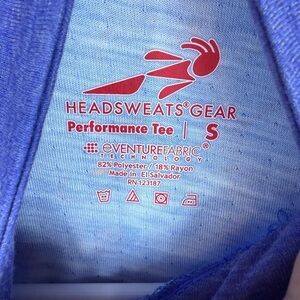 HEADSWEATS® GEAR
Performance Tee | S
eVENTUREFABRIC®
TECHNOLOGY
82% Polyester / 18% Rayon
Made in El Salvador
RN 123187